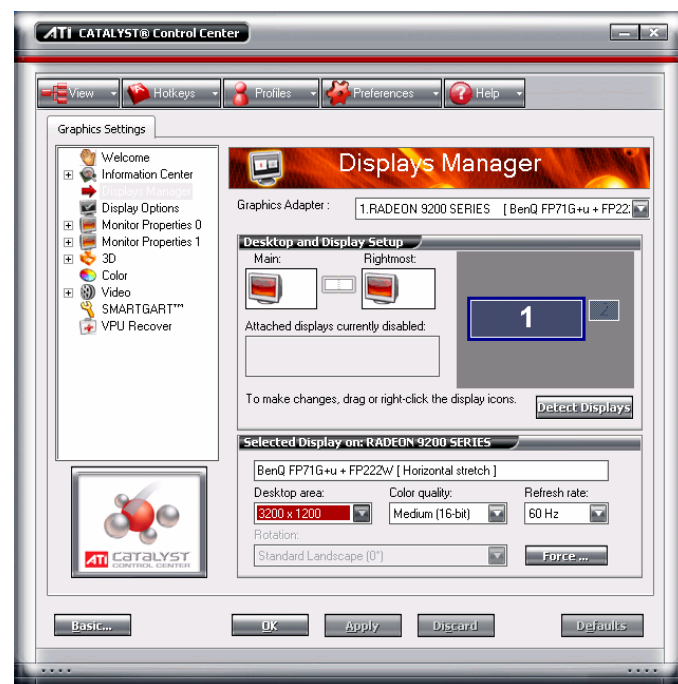 ATI CATALYST® Control Center
View
Hotkeys
Profiles
Preferences
Help
Graphics Settings
Welcome
Information Center
Displays Manager
Display Options
Monitor Properties 0
Monitor Properties 1
3D
Color
Video
SMARTGART™
VPU Recover
ATI CATALYST
CONTROL CENTER
Displays Manager
Graphics Adapter :
1.RADEON 9200 SERIES [ BenQ FP71G+u + FP22:
Desktop and Display Setup
Main:
Rightmost:
1
2
Attached displays currently disabled:
To make changes, drag or right-click the display icons.
Detect Displays
Selected Display on: RADEON 9200 SERIES
BenQ FP71G+u + FP222W [ Horizontal stretch ]
Desktop area:
Color quality:
Refresh rate:
3200 x 1200
Medium (16-bit)
60 Hz
Rotation:
Standard Landscape (0°)
Force ...
Basic...
OK
Apply
Discard
Defaults